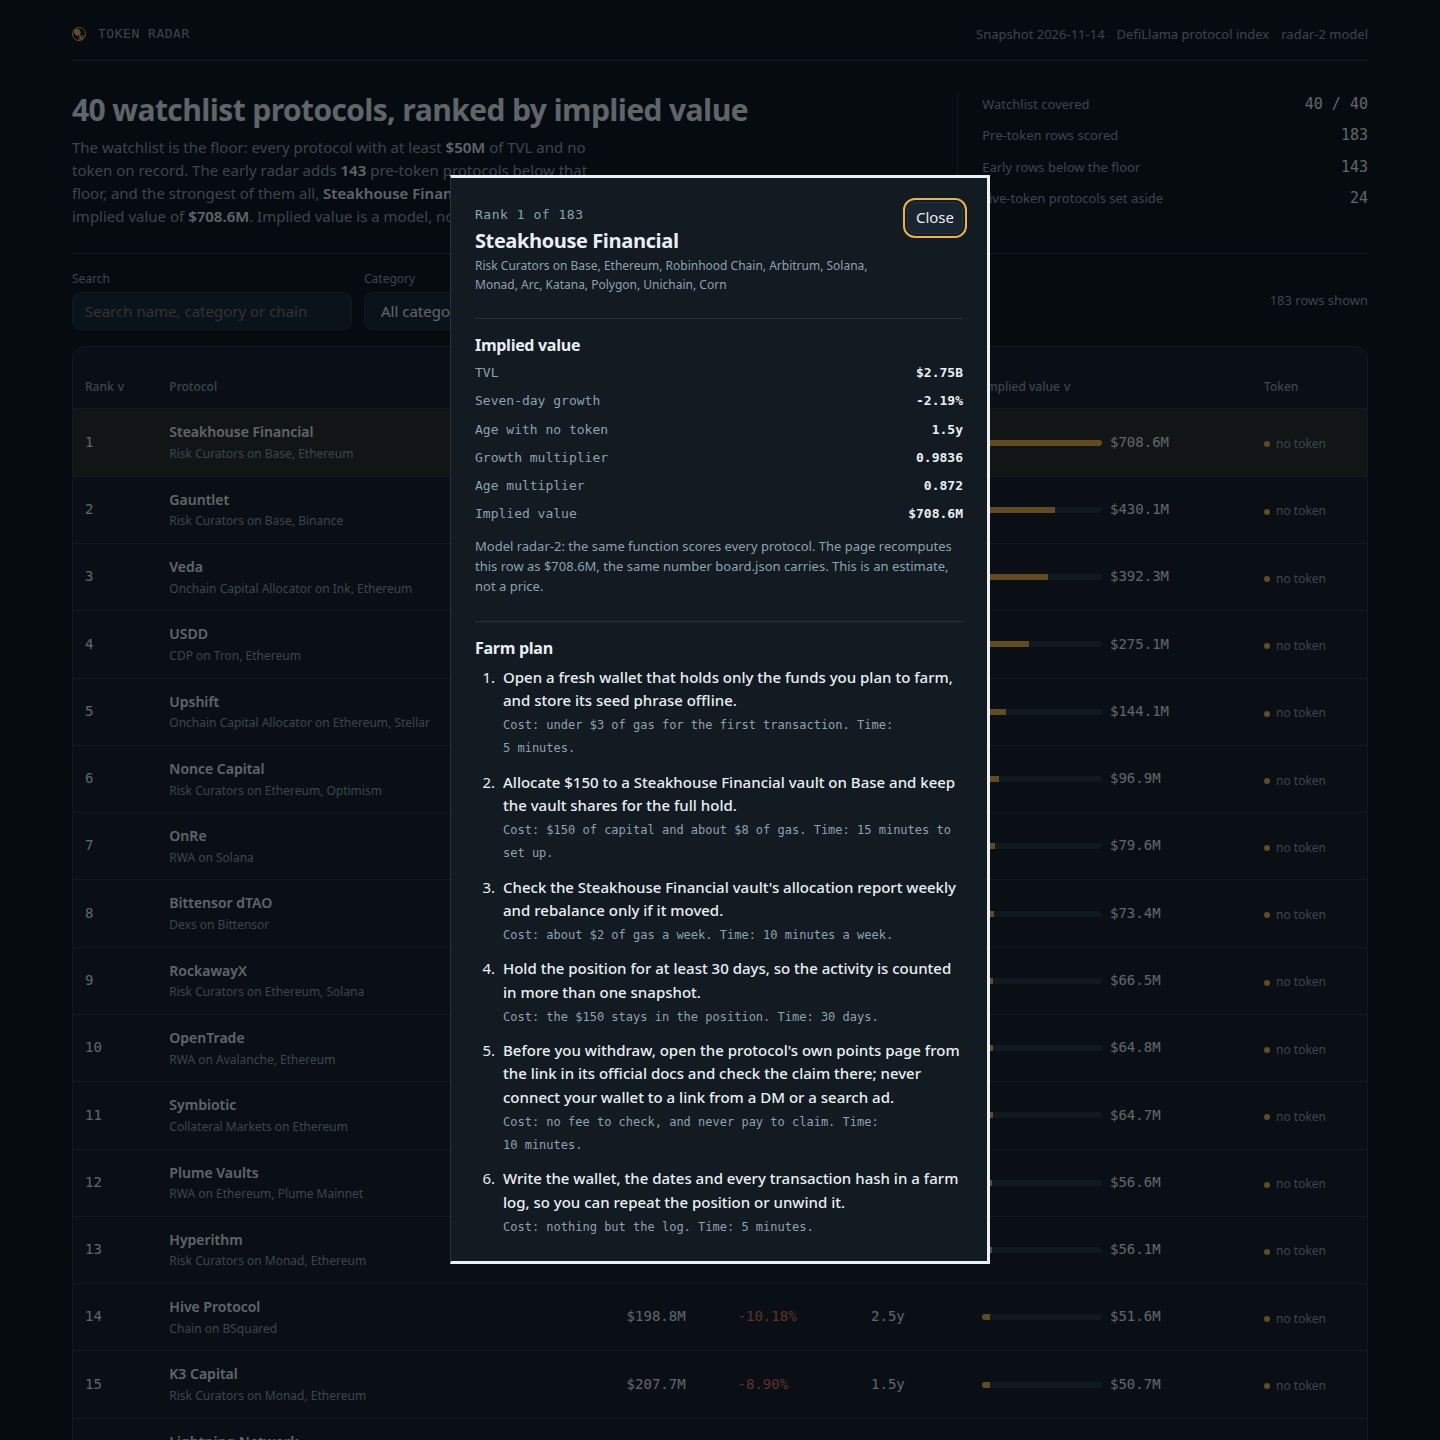 TOKEN RADAR
Snapshot 2026-11-14 DefiLlama protocol index radar-2 model
40 watchlist protocols, ranked by implied value
The watchlist is the floor: every protocol with at least $50M of TVL and no
token on record. The early radar adds 143 pre-token protocols below that
floor, and the strongest of them all, Steakhouse Finan
implied value of $708.6M. Implied value is a model, no
Watchlist covered 40 / 40
Pre-token rows scored 183
Early rows below the floor 143
ive-token protocols set aside 24
Search
Search name, category or chain
Category
All catego
183 rows shown
Rank 1 of 183
Close
Steakhouse Financial
Risk Curators on Base, Ethereum, Robinhood Chain, Arbitrum, Solana,
Monad, Arc, Katana, Polygon, Unichain, Corn
Implied value
TVL $2.75B
Seven-day growth -2.19%
Age with no token 1.5y
Growth multiplier 0.9836
Age multiplier 0.872
Implied value $708.6M
Model radar-2: the same function scores every protocol. The page recomputes
this row as $708.6M, the same number board.json carries. This is an estimate,
not a price.
Farm plan
1. Open a fresh wallet that holds only the funds you plan to farm,
and store its seed phrase offline.
Cost: under $3 of gas for the first transaction. Time:
5 minutes.
2. Allocate $150 to a Steakhouse Financial vault on Base and keep
the vault shares for the full hold.
Cost: $150 of capital and about $8 of gas. Time: 15 minutes to
set up.
3. Check the Steakhouse Financial vault's allocation report weekly
and rebalance only if it moved.
Cost: about $2 of gas a week. Time: 10 minutes a week.
4. Hold the position for at least 30 days, so the activity is counted
in more than one snapshot.
Cost: the $150 stays in the position. Time: 30 days.
5. Before you withdraw, open the protocol's own points page from
the link in its official docs and check the claim there; never
connect your wallet to a link from a DM or a search ad.
Cost: no fee to check, and never pay to claim. Time:
10 minutes.
6. Write the wallet, the dates and every transaction hash in a farm
log, so you can repeat the position or unwind it.
Cost: nothing but the log. Time: 5 minutes.
Rank v Protocol mplied value v Token
1 Steakhouse Financial $708.6M no token
Risk Curators on Base, Ethereum
2 Gauntlet $430.1M no token
Risk Curators on Base, Binance
3 Veda $392.3M no token
Onchain Capital Allocator on Ink, Ethereum
4 USDD $275.1M no token
CDP on Tron, Ethereum
5 Upshift $144.1M no token
Onchain Capital Allocator on Ethereum, Stellar
6 Nonce Capital $96.9M no token
Risk Curators on Ethereum, Optimism
7 OnRe $79.6M no token
RWA on Solana
8 Bittensor dTAO $73.4M no token
Dexs on Bittensor
9 RockawayX $66.5M no token
Risk Curators on Ethereum, Solana
10 OpenTrade $64.8M no token
RWA on Avalanche, Ethereum
11 Symbiotic $64.7M no token
Collateral Markets on Ethereum
12 Plume Vaults $56.6M no token
RWA on Ethereum, Plume Mainnet
13 Hyperithm $56.1M no token
Risk Curators on Monad, Ethereum
14 Hive Protocol $198.8M -10.18% 2.5y $51.6M no token
Chain on BSquared
15 K3 Capital $207.7M -8.90% 1.5y $50.7M no token
Risk Curators on Monad, Ethereum